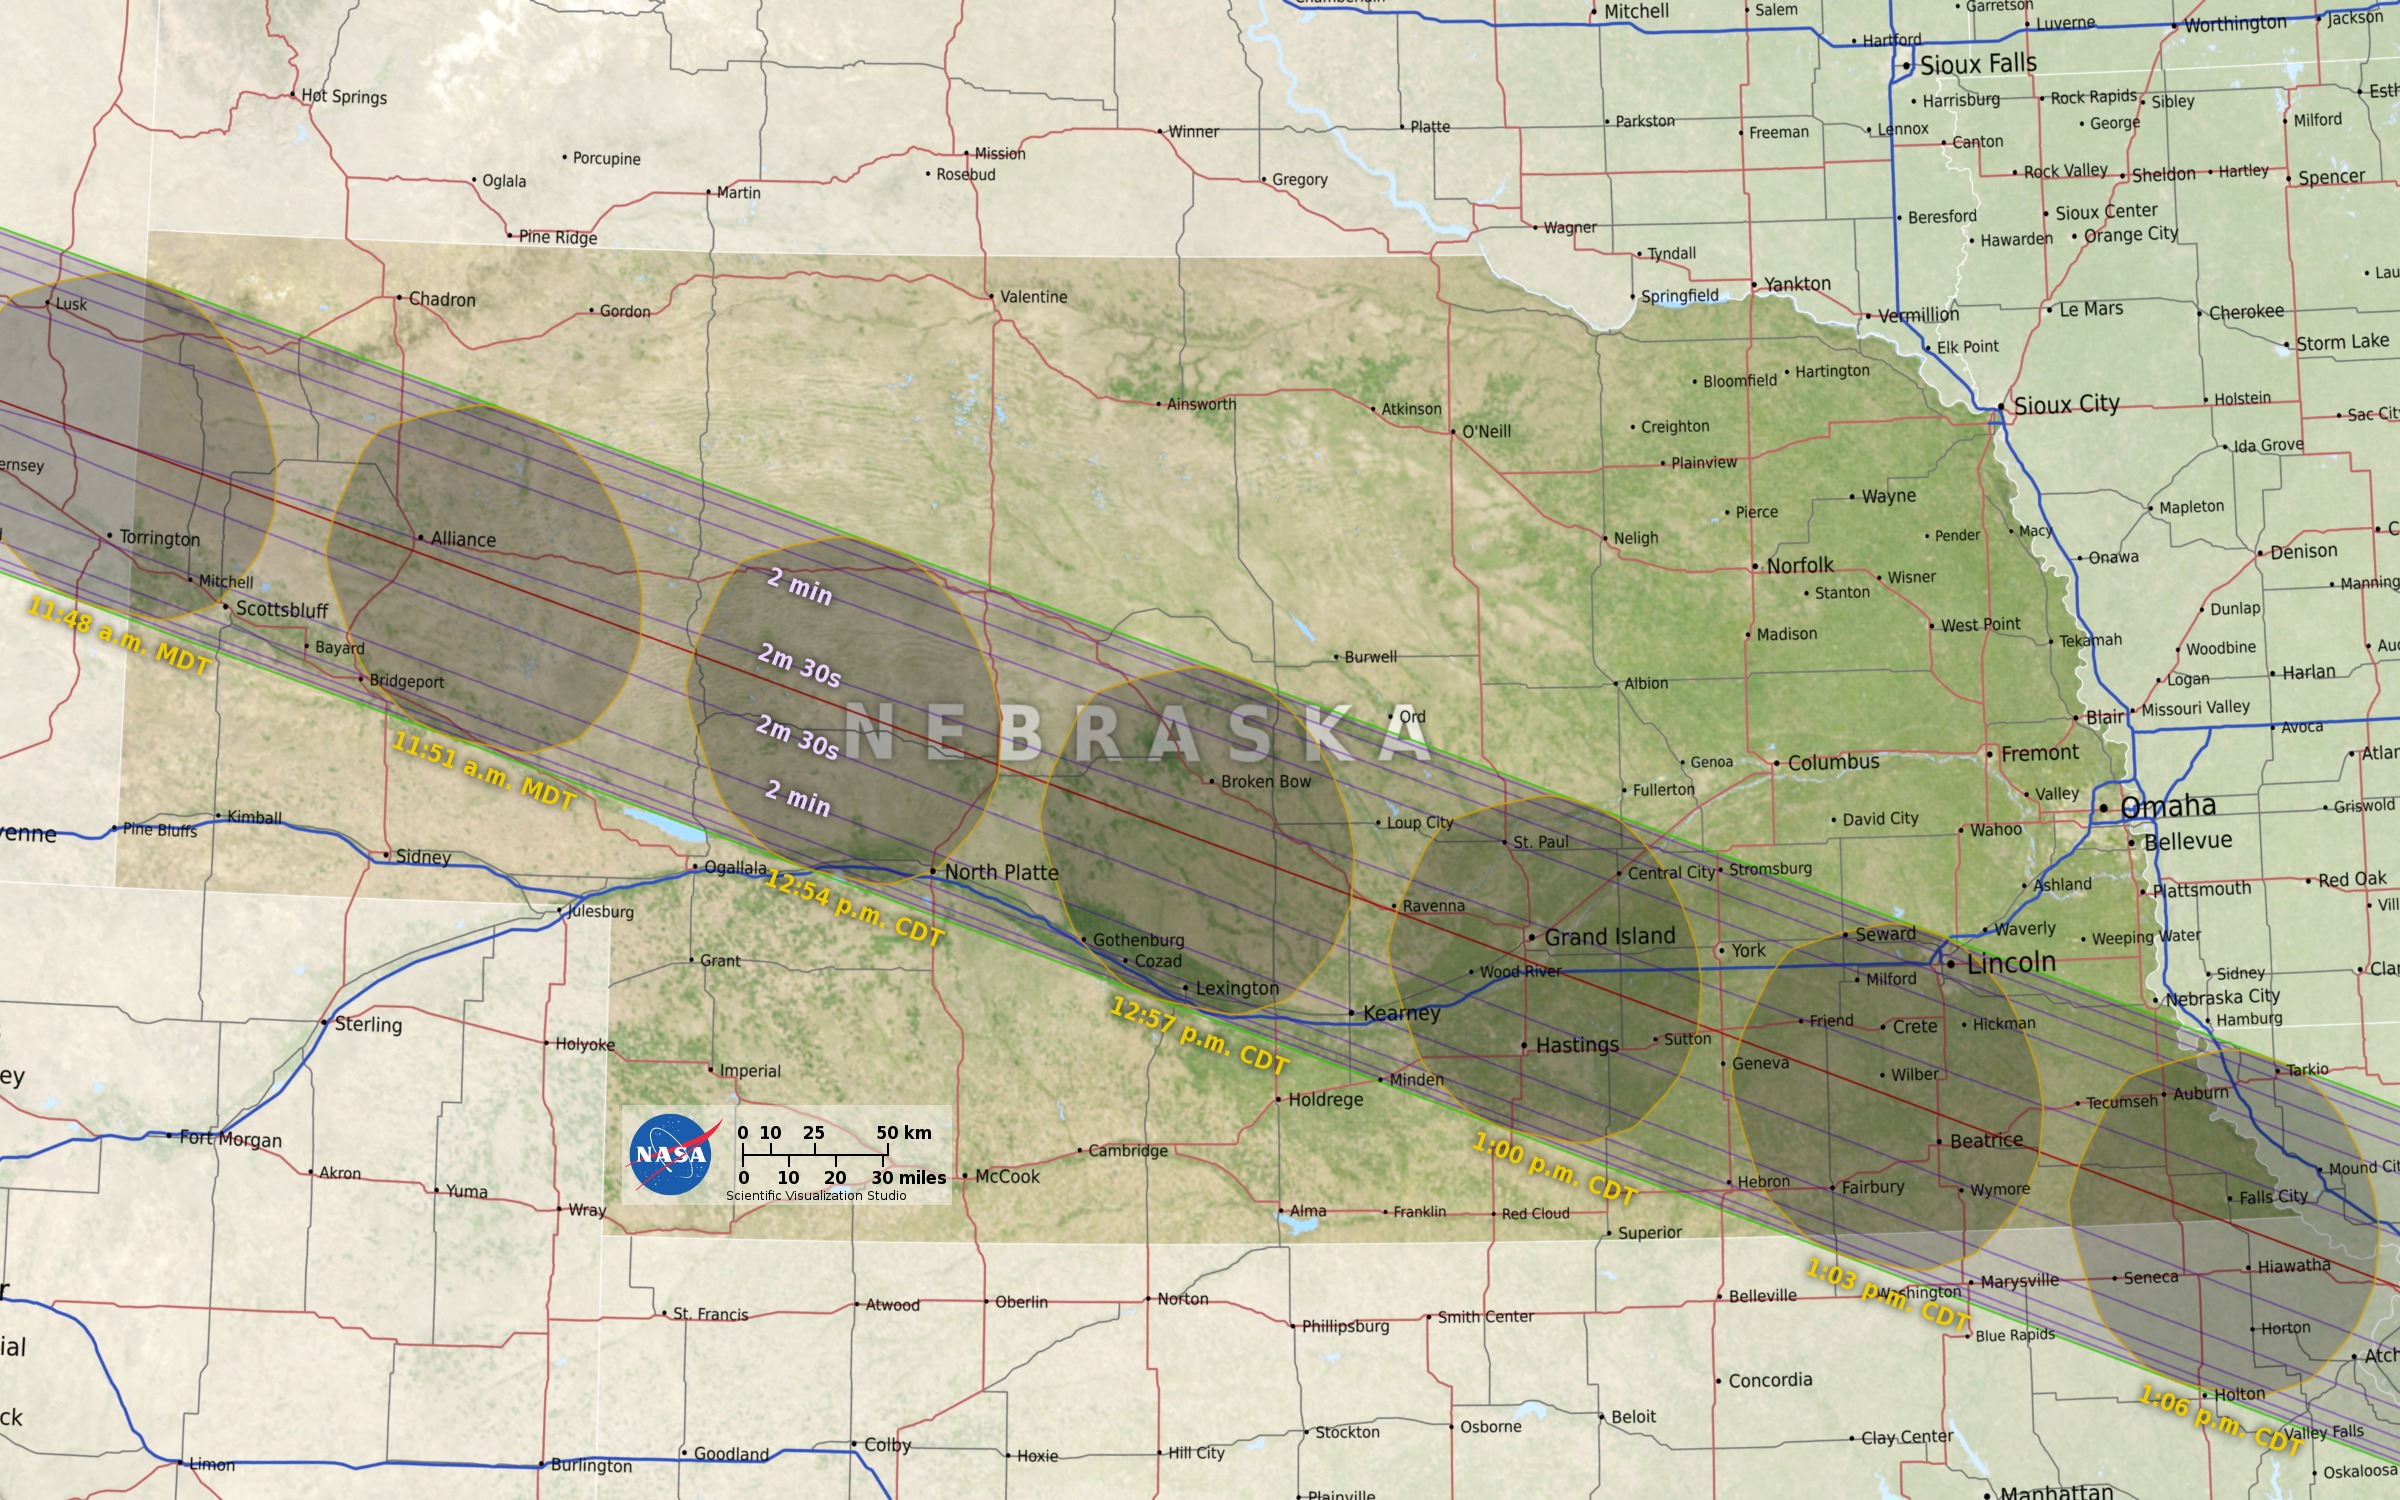 Chamberlain
Mitchell
Salem
Garretson
Luverne
Worthington
Jackson
Hartford
Sioux Falls
Hot Springs
Harrisburg
Rock Rapids
Sibley
Platte
Parkston
Freeman
Lennox
George
Milford
Winner
Canton
Porcupine
Mission
Rosebud
Oglala
Martin
Gregory
Rock Valley
Sheldon
Hartley
Spencer
Beresford
Sioux Center
Wagner
Hawarden
Orange City
Pine Ridge
Tyndall
Lau
Lusk
Chadron
Gordon
Valentine
Springfield
Yankton
Vermillion
Le Mars
Cherokee
Elk Point
Storm Lake
Bloomfield
Hartington
Ainsworth
Atkinson
O'Neill
Creighton
Sioux City
Holstein
Sac City
Plainview
Ida Grove
ernsey
Wayne
Pierce
Mapleton
Torrington
Alliance
Neligh
Pender
Macy
Denison
Norfolk
Wisner
Onawa
Manning
Mitchell
Stanton
2 min
Scottsbluff
11:48 a.m. MDT
Madison
West Point
Dunlap
Tekamah
Bayard
Burwell
Woodbine
Bridgeport
2m 30s
Albion
Logan
Harlan
NEBRASKA
Ord
Blair
Missouri Valley
Avoca
2m 30s
11:51 a.m. MDT
Broken Bow
Genoa
Columbus
Fremont
2 min
Fullerton
Valley
Omaha
Griswold
yenne
Pine Bluffs
Kimball
Loup City
David City
Wahoo
St. Paul
Bellevue
Sidney
Ogallala
North Platte
12:54 p.m. CDT
Central City
Stromsburg
Ashland
Plattsmouth
Red Oak
Julesburg
Ravenna
Vill
Gothenburg
Grand Island
Seward
Waverly
Weeping Water
Grant
Cozad
York
Lincoln
Wood River
Milford
Sidney
Clar
Lexington
Nebraska City
12:57 p.m. CDT
Kearney
Hamburg
Sterling
Friend
Crete
Hickman
Holyoke
Hastings
Sutton
Geneva
ey
Imperial
Minden
Wilber
Tarkio
Holdrege
Tecumseh
Auburn
NASA
0 10 25 50 km
0 10 20 30 miles
Scientific Visualization Studio
Fort Morgan
Cambridge
1:00 p.m. CDT
Beatrice
Akron
McCook
Mound Cit
Yuma
Hebron
Fairbury
Wymore
Falls City
Wray
Alma
Franklin
Red Cloud
Superior
Hiawatha
1:03 p.m. CDT
Marysville
Seneca
Washington
St. Francis
Atwood
Oberlin
Norton
Phillipsburg
Smith Center
Belleville
Blue Rapids
Horton
ial
Atch
Concordia
Holton
1:06 p.m. CDT
ck
Stockton
Osborne
Beloit
Valley Falls
Clay Center
Limon
Burlington
Goodland
Colby
Hoxie
Hill City
Oskaloosa
Plainville
Manhattan